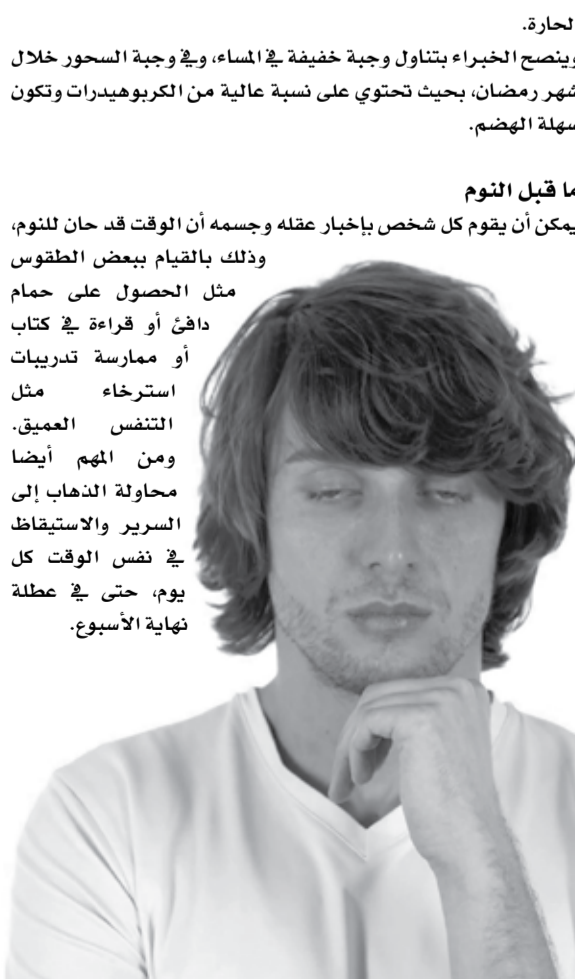 الحارة.
وينصح الخبراء بتناول وجبة خفيفة في المساء، وفي وجبة السحور خلال
شهر رمضان، بحيث تحتوي على نسبة عالية من الكربوهيدرات وتكون
سهلة الهضم.
ما قبل النوم
يمكن أن يقوم كل شخص بإخبار عقله وجسمه أن الوقت قد حان للنوم،
وذلك بالقيام ببعض الطقوس
مثل الحصول على حمام
دافئ أو قراءة في كتاب
أو ممارسة تدريبات
استرخاء مثل
التنفس العميق.
ومن المهم أيضا
محاولة الذهاب إلى
السرير والاستيقاظ
في نفس الوقت كل
يوم، حتى في عطلة
نهاية الأسبوع.